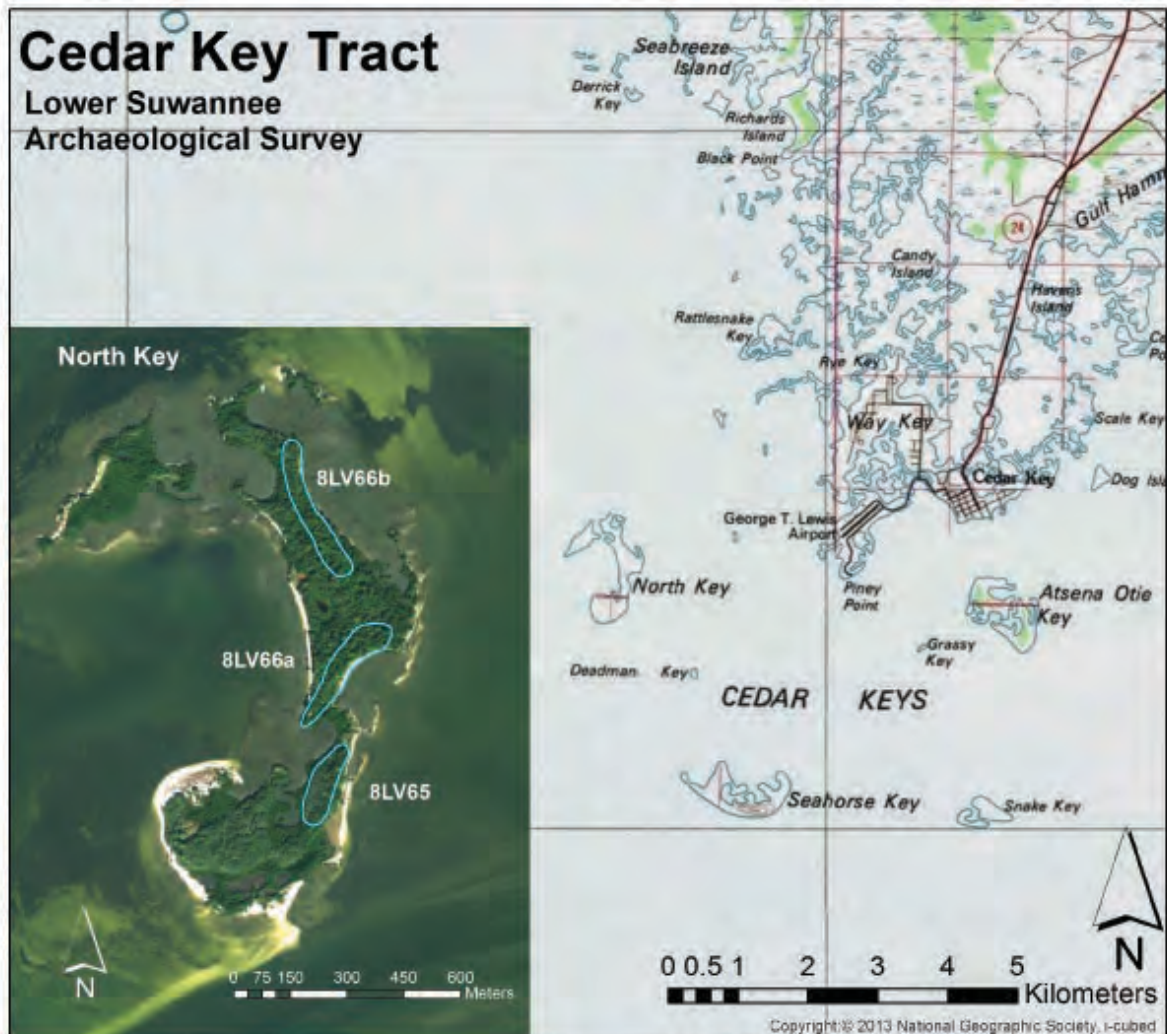 Cedar Key Tract
Lower Suwannee
Archaeological Survey
Seabreeze
Island
Derrick
Key
Richards
Island
Black Point
24
Gulf Hamm
Candy
Island
Haven's
Island
Rattlesnake
Key
Rye Key
Way Key
Scale Key
Cedar Key
Dog Isla
George T. Lewis
Airport
North Key
Piney
Point
Atsena Otie
Key
Grassy
Key
Deadman Key
CEDAR KEYS
Seahorse Key
Snake Key
North Key
8LV66b
8LV66a
8LV65
N
0 75 150 300 450 600
Meters
N
0 0.5 1 2 3 4 5
Kilometers
Copyright:© 2013 National Geographic Society, i-cubed